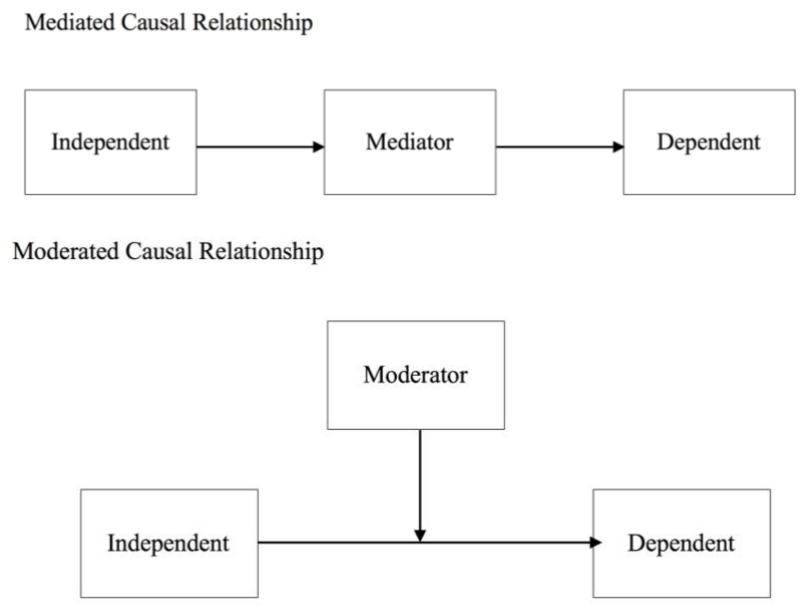 Mediated Causal Relationship
Independent
Mediator
Dependent
Moderated Causal Relationship
Moderator
Independent
Dependent